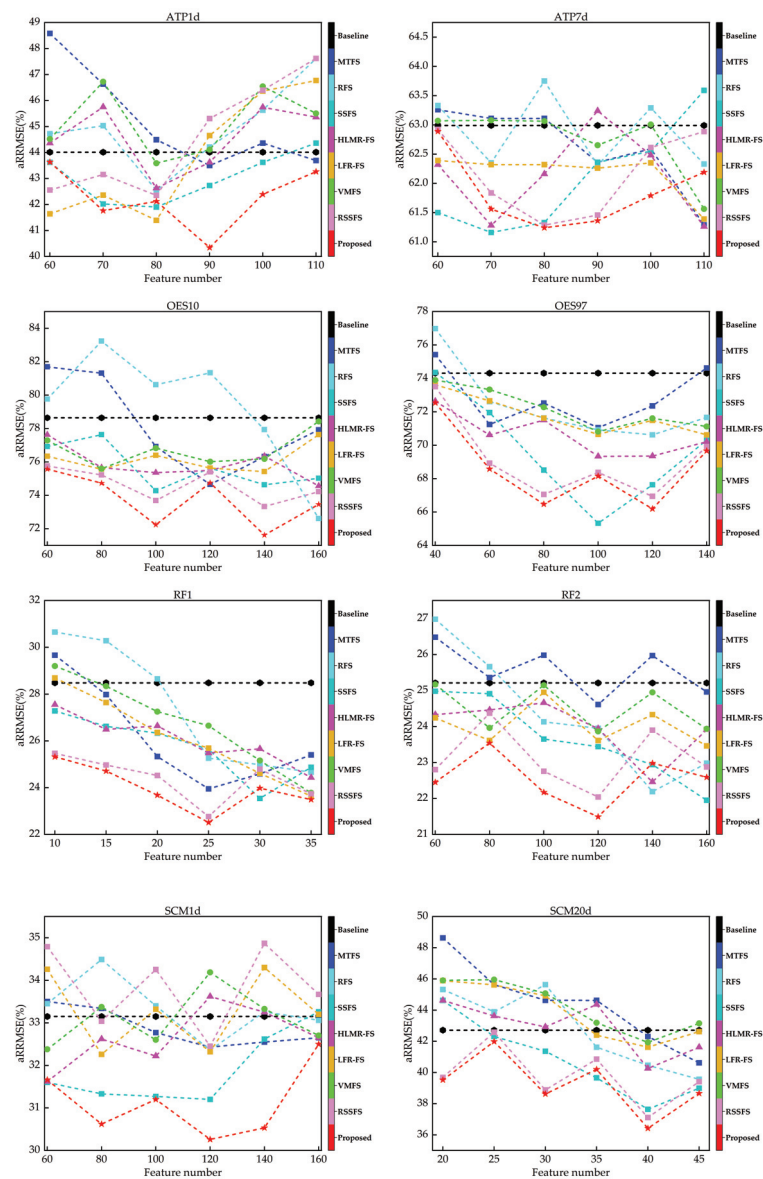 ATP1d
aRRMSE(%)
49
48
47
46
45
44
43
42
41
40
60 70 80 90 100 110
Feature number
Baseline
MTFS
RFS
SSFS
HLMR-FS
LFR-FS
VMFS
RSSFS
Proposed
ATP7d
aRRMSE(%)
64.5
64.0
63.5
63.0
62.5
62.0
61.5
61.0
60 70 80 90 100 110
Feature number
Baseline
MTFS
RFS
SSFS
HLMR-FS
LFR-FS
VMFS
RSSFS
Proposed
OES10
aRRMSE(%)
84
82
80
78
76
74
72
60 80 100 120 140 160
Feature number
Baseline
MTFS
RFS
SSFS
HLMR-FS
LFR-FS
VMFS
RSSFS
Proposed
OES97
aRRMSE(%)
78
76
74
72
70
68
66
64
40 60 80 100 120 140
Feature number
Baseline
MTFS
RFS
SSFS
HLMR-FS
LFR-FS
VMFS
RSSFS
Proposed
RF1
aRRMSE(%)
32
30
28
26
24
22
10 15 20 25 30 35
Feature number
Baseline
MTFS
RFS
SSFS
HLMR-FS
LFR-FS
VMFS
RSSFS
Proposed
RF2
aRRMSE(%)
27
26
25
24
23
22
21
60 80 100 120 140 160
Feature number
Baseline
MTFS
RFS
SSFS
HLMR-FS
LFR-FS
VMFS
RSSFS
Proposed
SCM1d
aRRMSE(%)
35
34
33
32
31
30
60 80 100 120 140 160
Feature number
Baseline
MTFS
RFS
SSFS
HLMR-FS
LFR-FS
VMFS
RSSFS
Proposed
SCM20d
aRRMSE(%)
50
48
46
44
42
40
38
36
20 25 30 35 40 45
Feature number
Baseline
MTFS
RFS
SSFS
HLMR-FS
LFR-FS
VMFS
RSSFS
Proposed